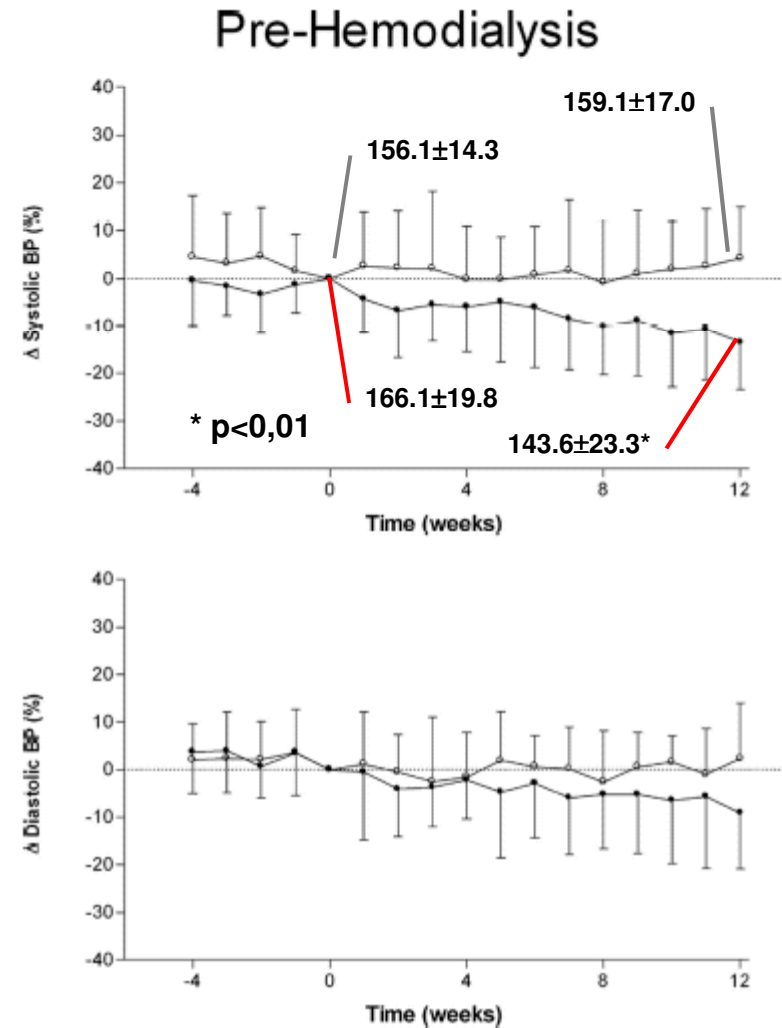 Pre-Hemodialysis
40
30
20
10
0
-10
-20
-30
-40
Δ Systolic BP (%)
159.1±17.0
156.1±14.3
166.1±19.8
* p<0,01
143.6±23.3*
-4 0 4 8 12
Time (weeks)
40
30
20
10
0
-10
-20
-30
-40
Δ Diastolic BP (%)
-4 0 4 8 12
Time (weeks)